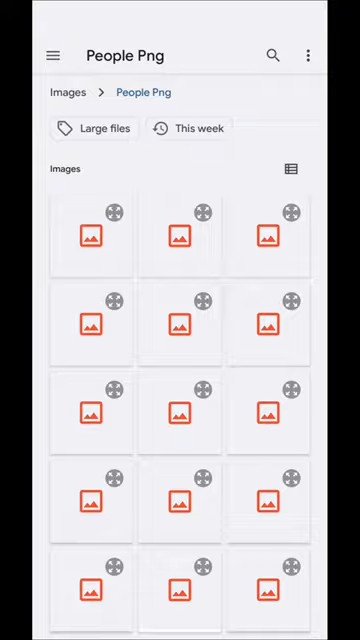 People Png
Images > People Png
Large files
This week
Images